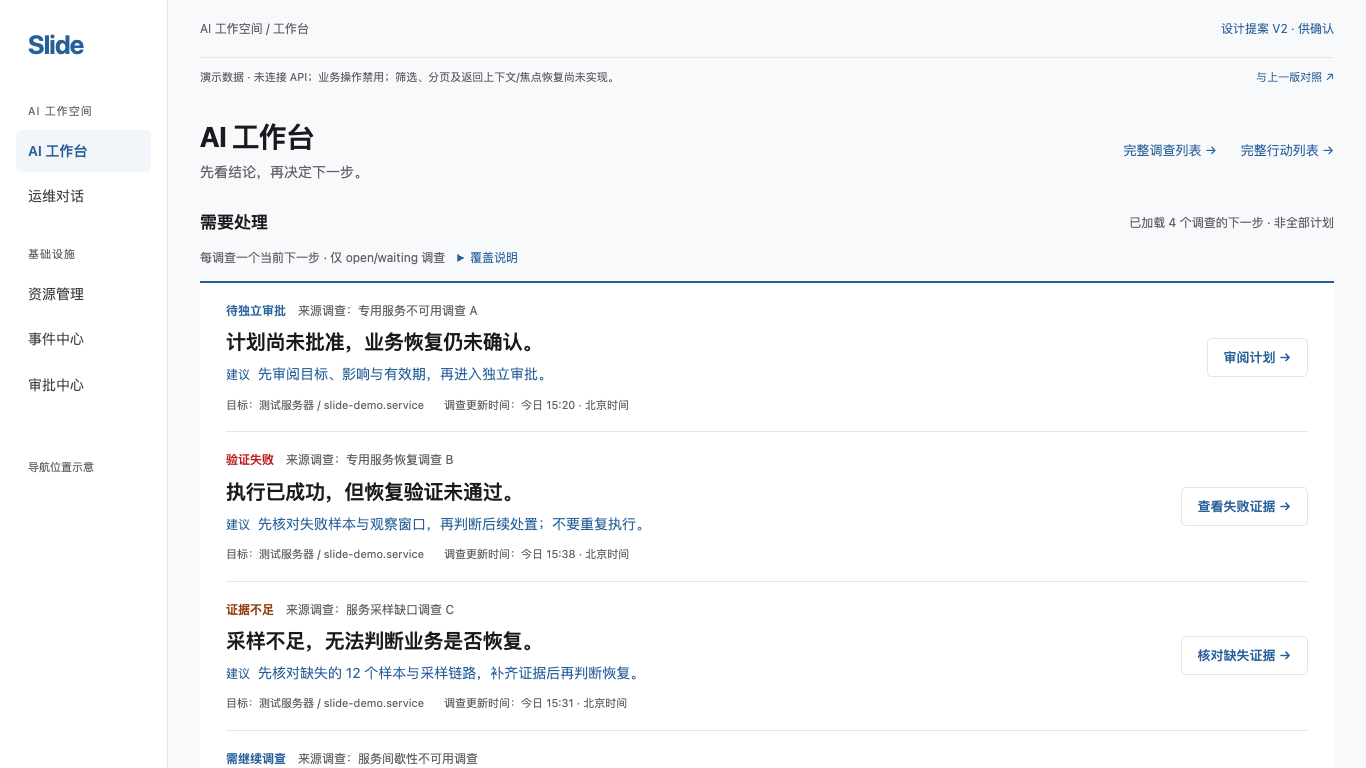 Slide
AI 工作空间
AI 工作台
运维对话
基础设施
资源管理
事件中心
审批中心
导航位置示意
AI 工作空间 / 工作台
设计提案 V2 · 供确认
演示数据 · 未连接 API；业务操作禁用；筛选、分页及返回上下文/焦点恢复尚未实现。
与上一版对照 ↗
AI 工作台
先看结论，再决定下一步。
完整调查列表 →
完整行动列表 →
需要处理
已加载 4 个调查的下一步 · 非全部计划
每调查一个当前下一步 · 仅 open/waiting 调查
▶ 覆盖说明
待独立审批 来源调查：专用服务不可用调查 A
计划尚未批准，业务恢复仍未确认。
建议 先审阅目标、影响与有效期，再进入独立审批。
目标：测试服务器 / slide-demo.service 调查更新时间：今日 15:20 · 北京时间
审阅计划 →
验证失败 来源调查：专用服务恢复调查 B
执行已成功，但恢复验证未通过。
建议 先核对失败样本与观察窗口，再判断后续处置；不要重复执行。
目标：测试服务器 / slide-demo.service 调查更新时间：今日 15:38 · 北京时间
查看失败证据 →
证据不足 来源调查：服务采样缺口调查 C
采样不足，无法判断业务是否恢复。
建议 先核对缺失的 12 个样本与采样链路，补齐证据后再判断恢复。
目标：测试服务器 / slide-demo.service 调查更新时间：今日 15:31 · 北京时间
核对缺失证据 →
需继续调查 来源调查：服务间歇性不可用调查